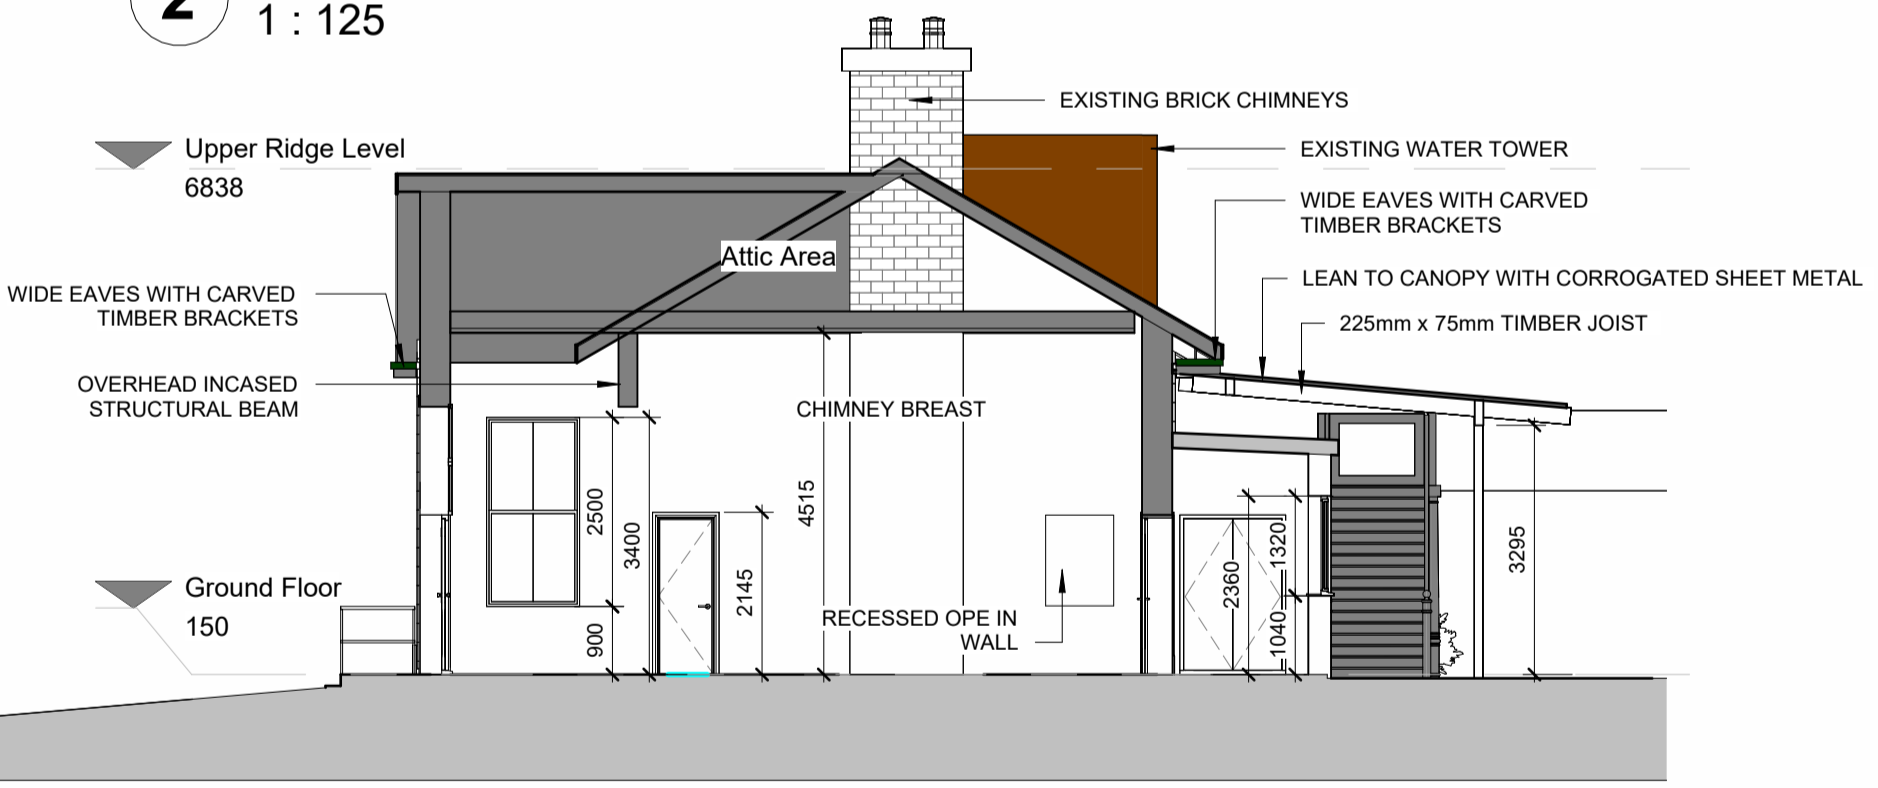 2
1 : 125
EXISTING BRICK CHIMNEYS
Upper Ridge Level
6838
EXISTING WATER TOWER
WIDE EAVES WITH CARVED
TIMBER BRACKETS
Attic Area
LEAN TO CANOPY WITH CORROGATED SHEET METAL
WIDE EAVES WITH CARVED
TIMBER BRACKETS
225mm x 75mm TIMBER JOIST
OVERHEAD INCASED
STRUCTURAL BEAM
CHIMNEY BREAST
2500
3400
4515
2145
900
Ground Floor
150
RECESSED OPE IN
WALL
2360
1320
1040
3295